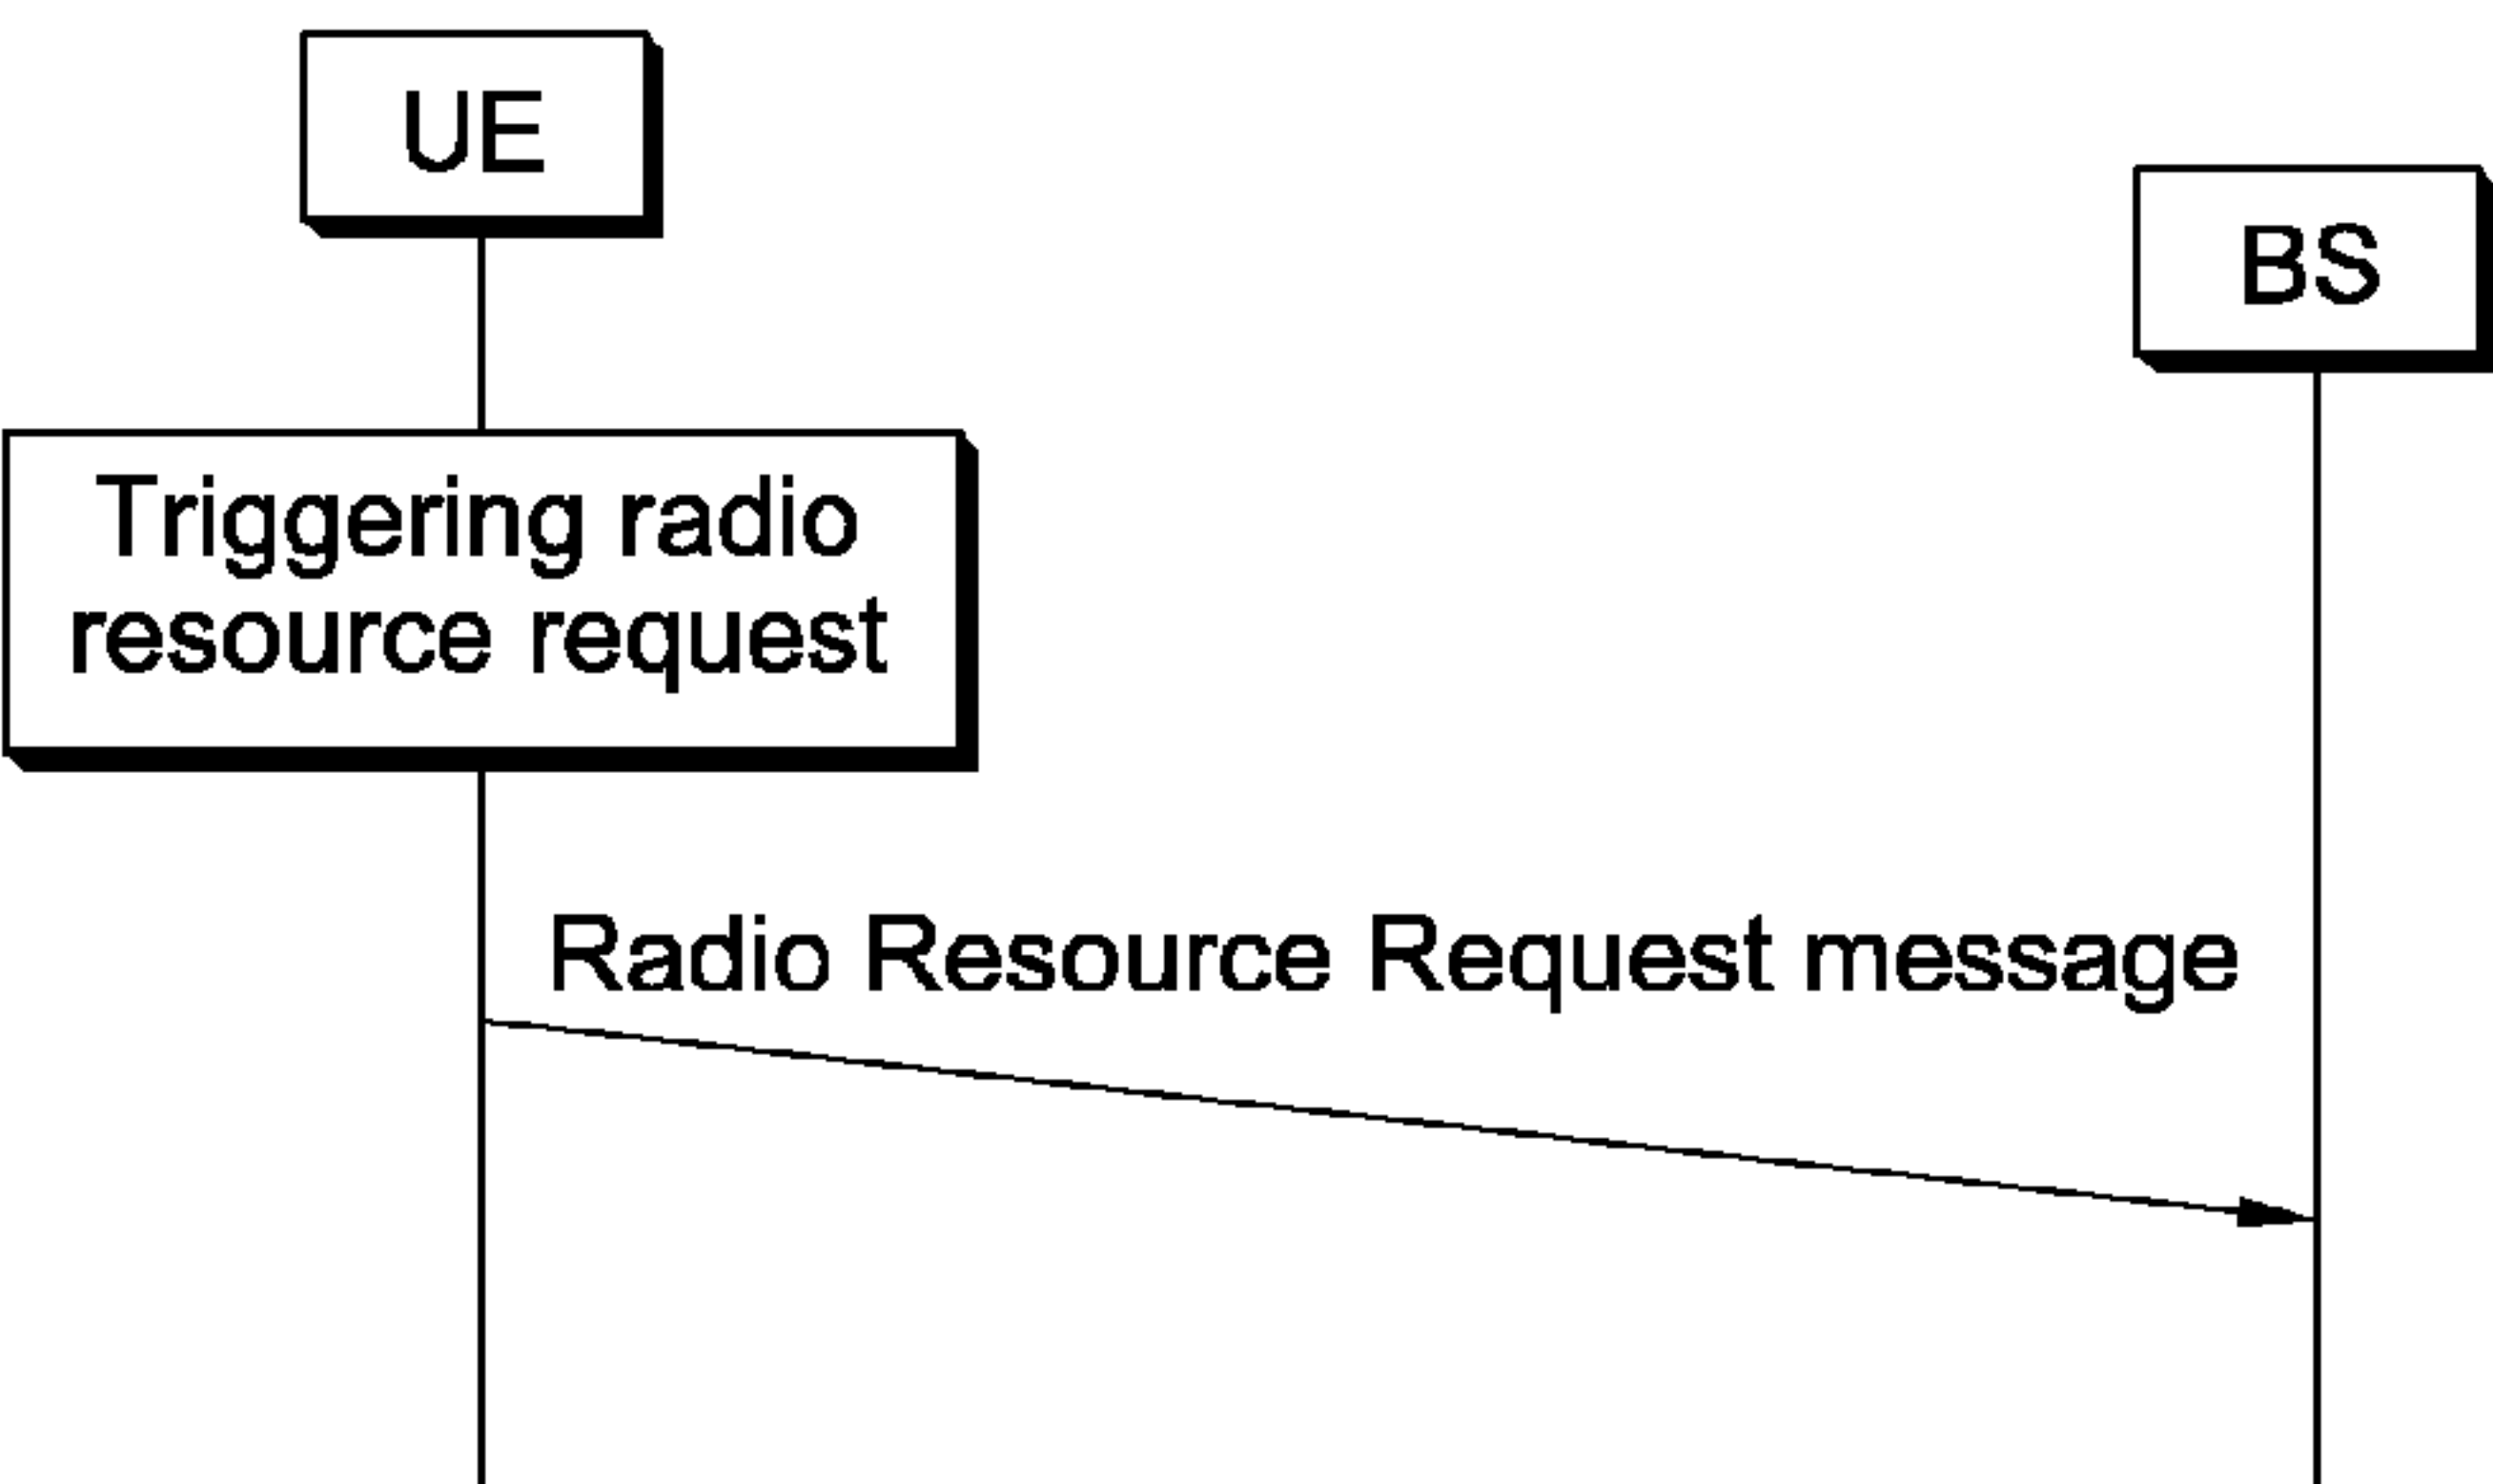 UE
BS
Triggering radio
resource request
Radio Resource Request message